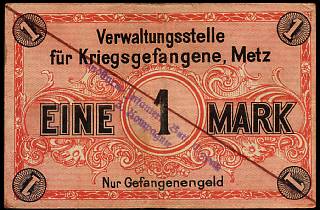 1 1
Verwaltungsstelle
für Kriegsgefangene, Metz
EINE 1 MARK
Nur Gefangenengeld
1 1